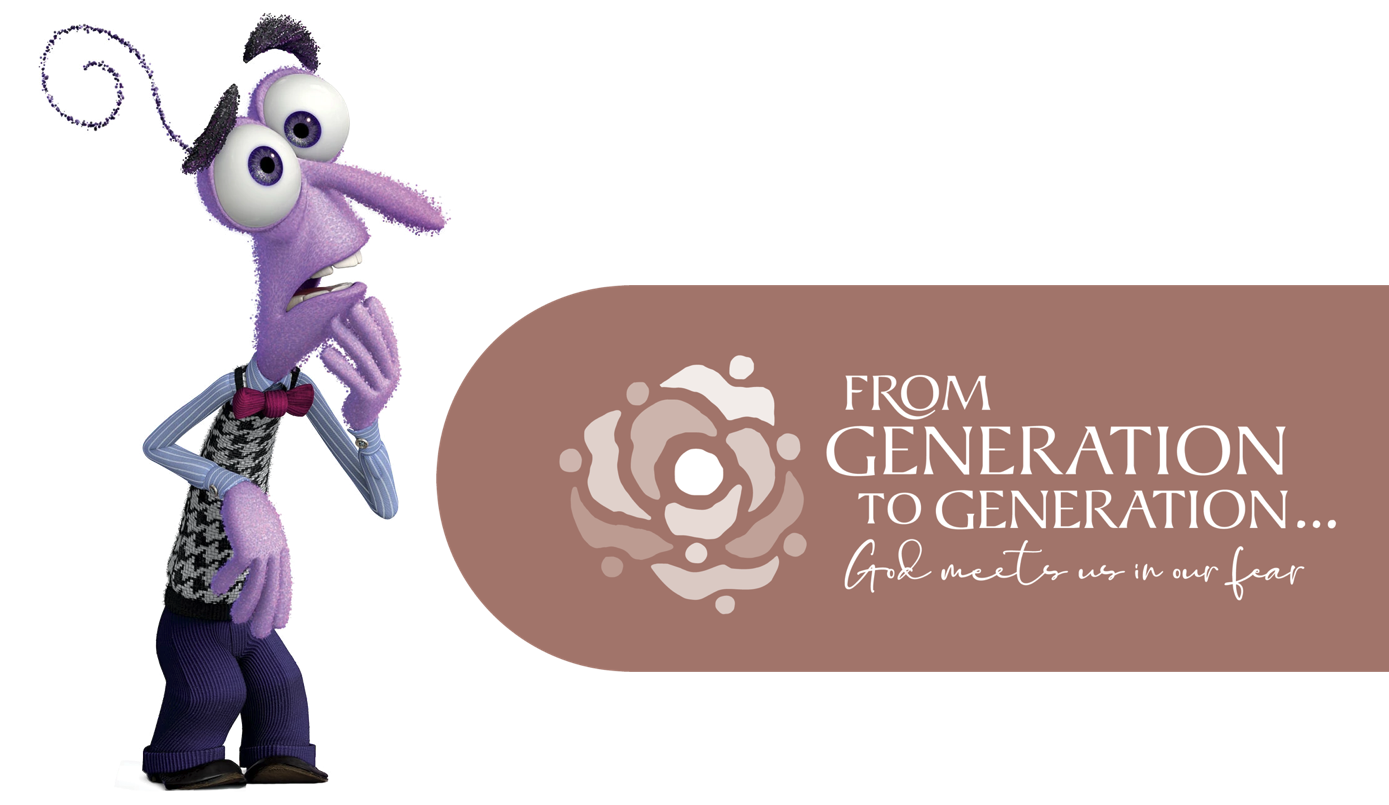 FROM
GENERATION
TO GENERATION...
God meets us in our fear